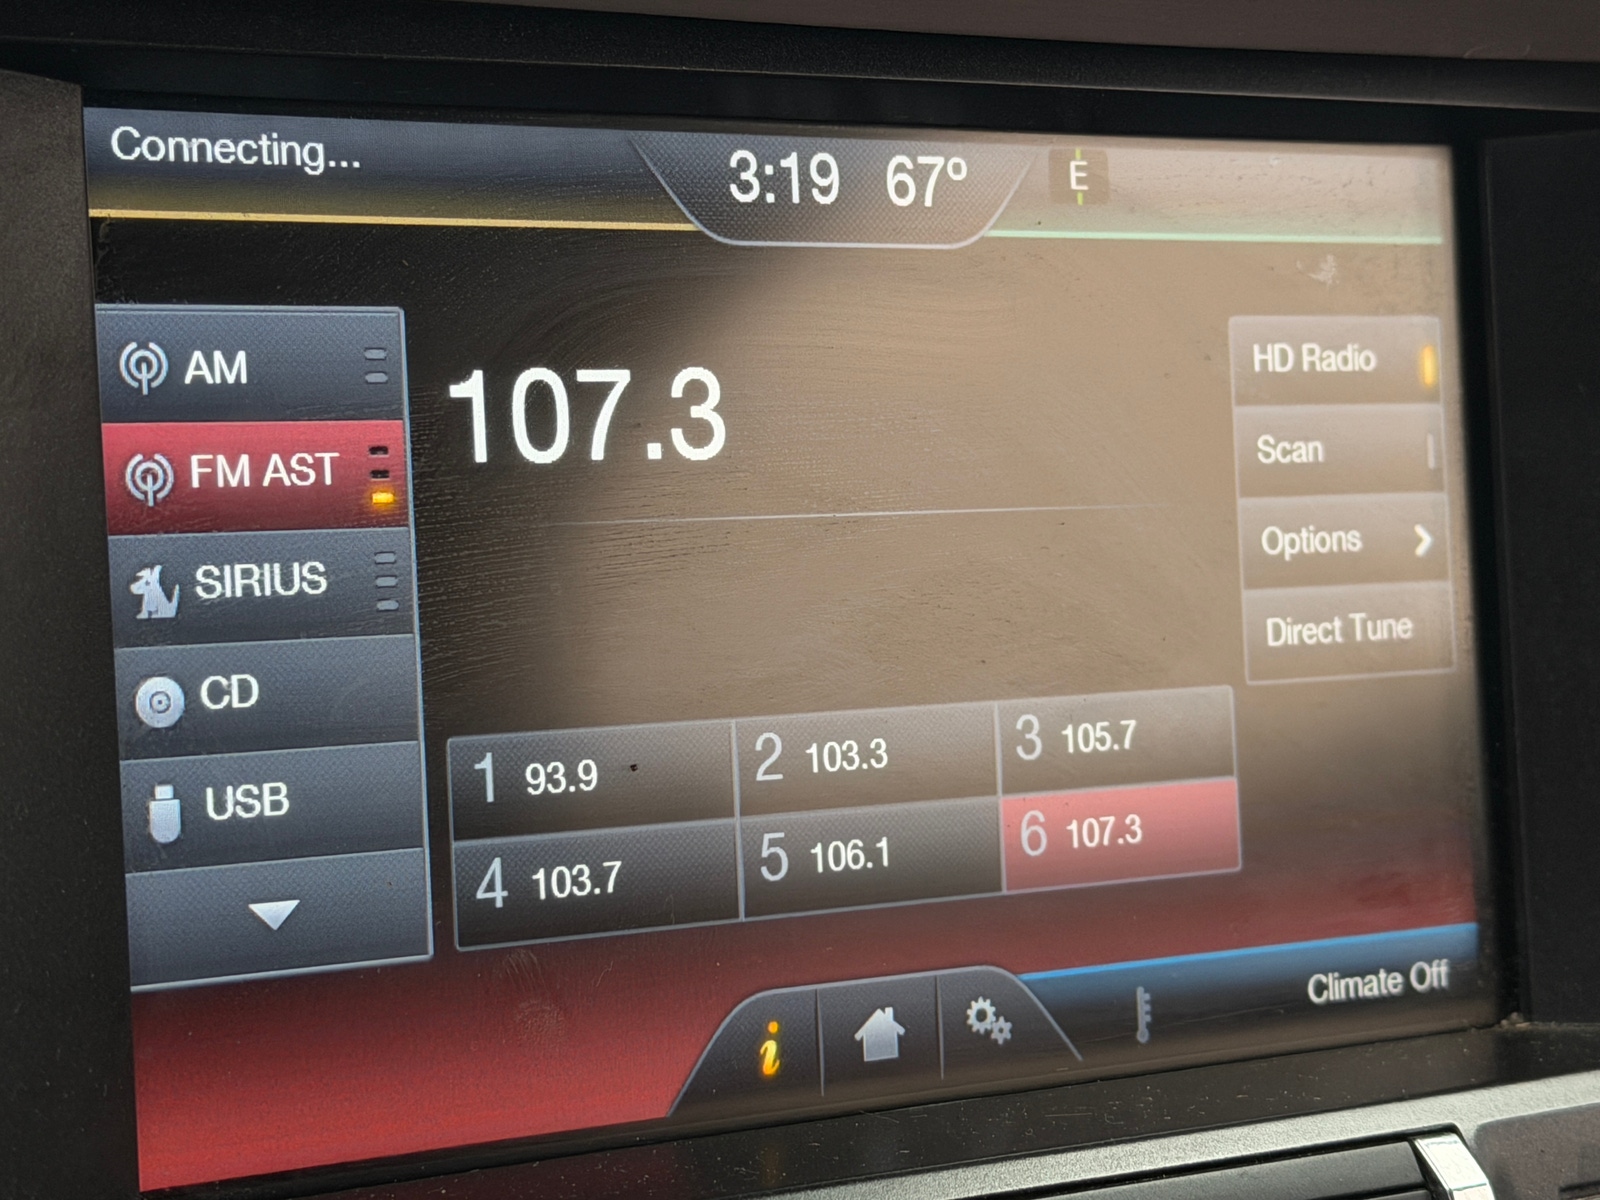 Connecting...
3:19 67° E
AM
FM AST
SIRIUS
CD
USB
107.3
HD Radio
Scan
Options
Direct Tune
1 93.9 2 103.3 3 105.7
4 103.7 5 106.1 6 107.3
i
Climate Off